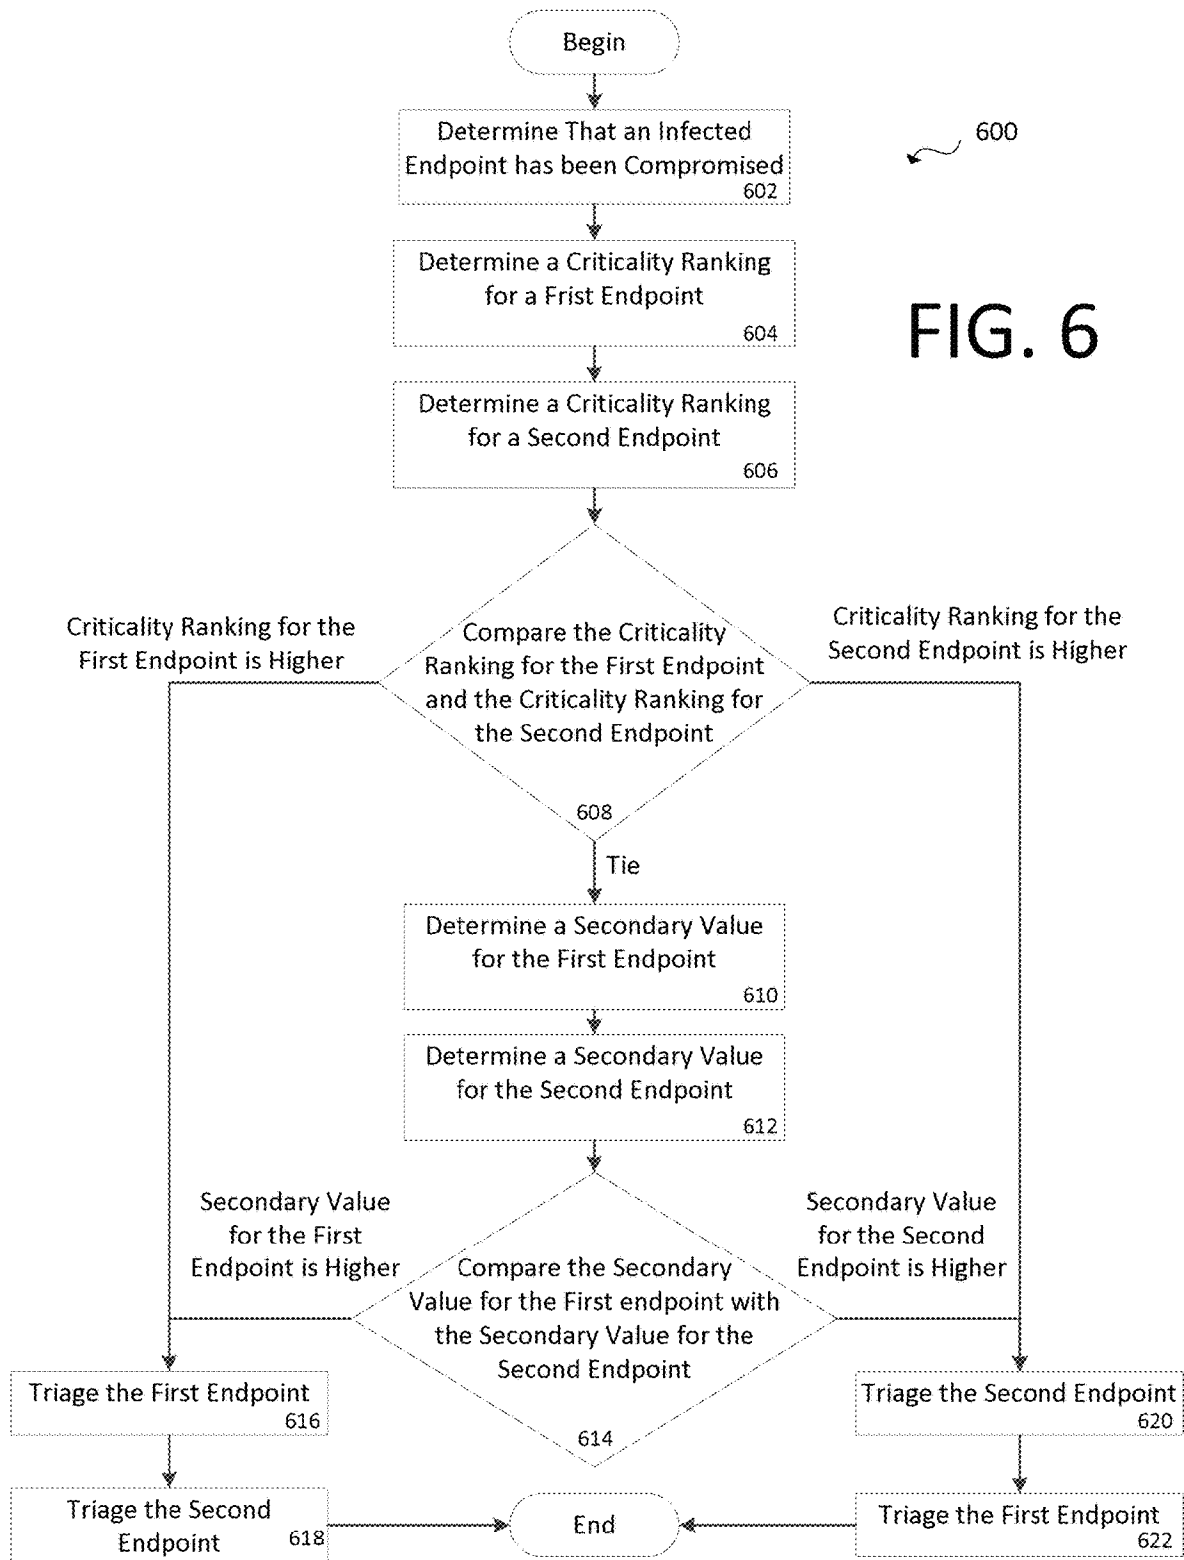 Begin
Determine That an Infected
Endpoint has been Compromised
602
600
Determine a Criticality Ranking
for a Frist Endpoint
604
FIG. 6
Determine a Criticality Ranking
for a Second Endpoint
606
Criticality Ranking for the
First Endpoint is Higher
Compare the Criticality
Ranking for the First Endpoint
and the Criticality Ranking for
the Second Endpoint
608
Criticality Ranking for the
Second Endpoint is Higher
Tie
Determine a Secondary Value
for the First Endpoint
610
Determine a Secondary Value
for the Second Endpoint
612
Secondary Value
for the First
Endpoint is Higher
Compare the Secondary
Value for the First endpoint with
the Secondary Value for the
Second Endpoint
614
Secondary Value
for the Second
Endpoint is Higher
Triage the First Endpoint
616
Triage the Second Endpoint
620
Triage the Second
Endpoint
618
End
Triage the First Endpoint
622